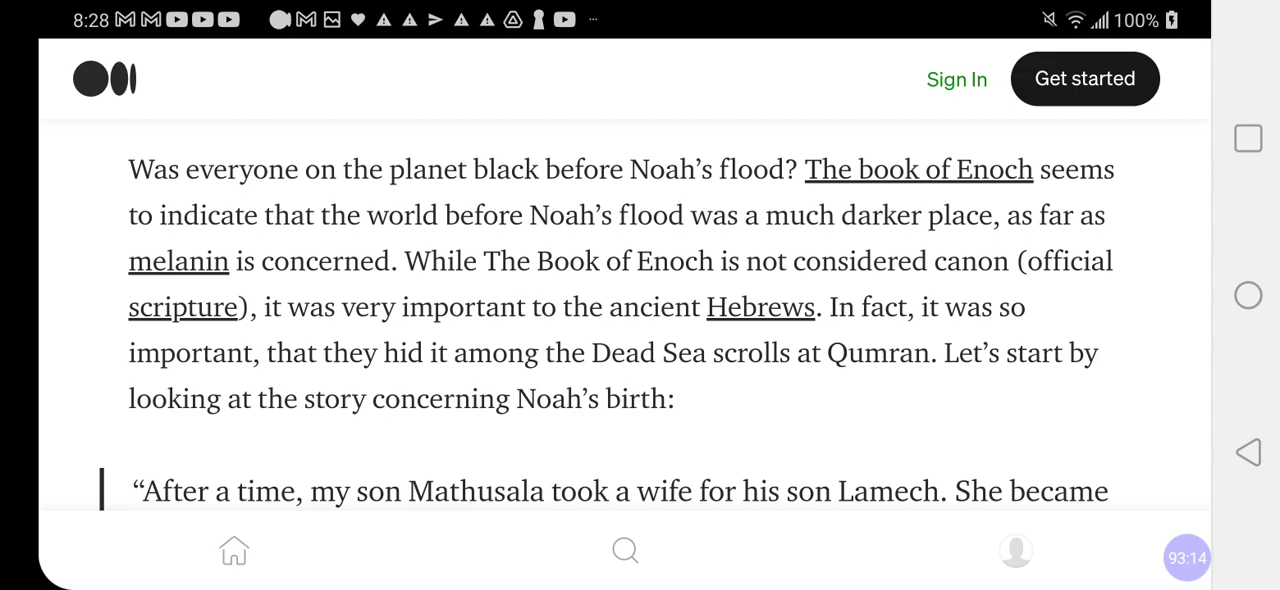 8:28
100%
Sign In
Get started
Was everyone on the planet black before Noah’s flood? The book of Enoch seems
to indicate that the world before Noah’s flood was a much darker place, as far as
melanin is concerned. While The Book of Enoch is not considered canon (official
scripture), it was very important to the ancient Hebrews. In fact, it was so
important, that they hid it among the Dead Sea scrolls at Qumran. Let’s start by
looking at the story concerning Noah’s birth:
“After a time, my son Mathusala took a wife for his son Lamech. She became
93:14